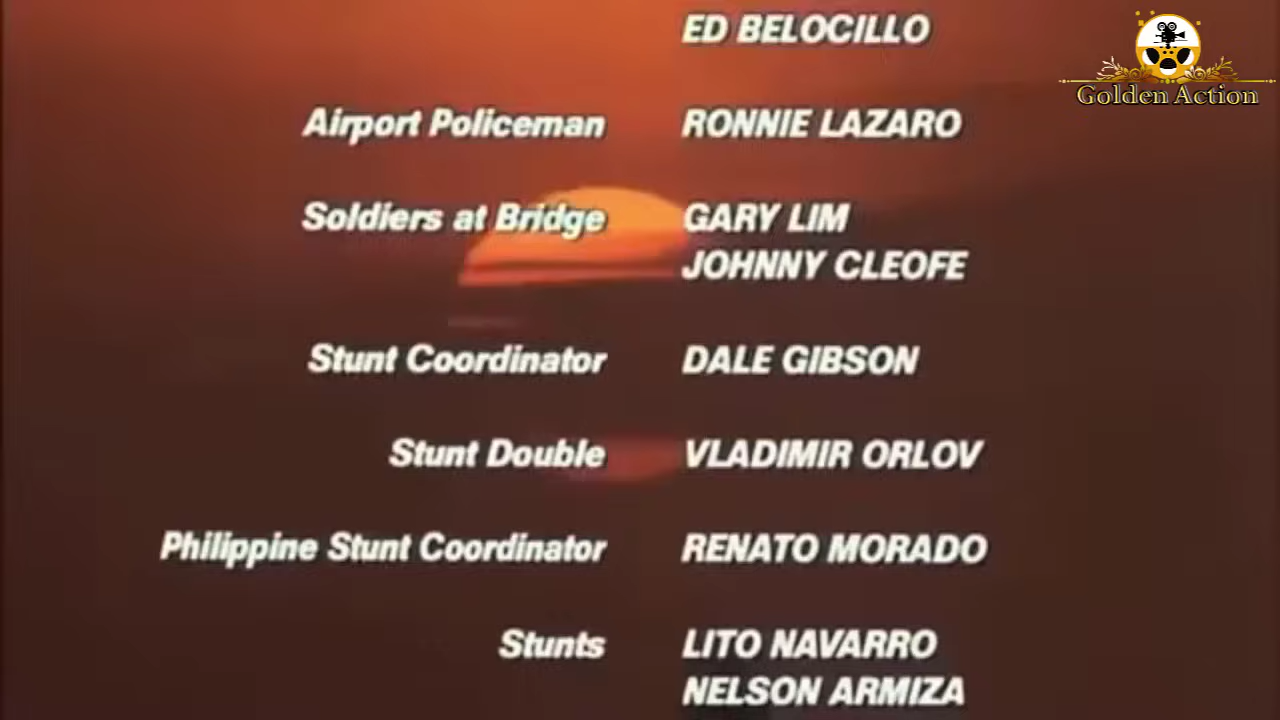 ED BELOCILLO
Golden Action
Airport Policeman RONNIE LAZARO
Soldiers at Bridge GARY LIM
JOHNNY CLEOFE
Stunt Coordinator DALE GIBSON
Stunt Double VLADIMIR ORLOV
Philippine Stunt Coordinator RENATO MORADO
Stunts LITO NAVARRO
NELSON ARMIZA